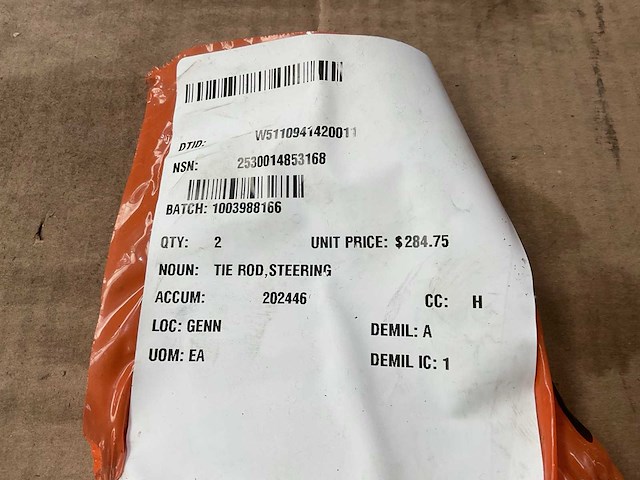 DTID: W5110941420011
NSN: 2530014853168
BATCH: 1003988166
QTY: 2 UNIT PRICE: $284.75
NOUN: TIE ROD,STEERING
ACCUM: 202446 CC: H
LOC: GENN DEMIL: A
UOM: EA DEMIL IC: 1